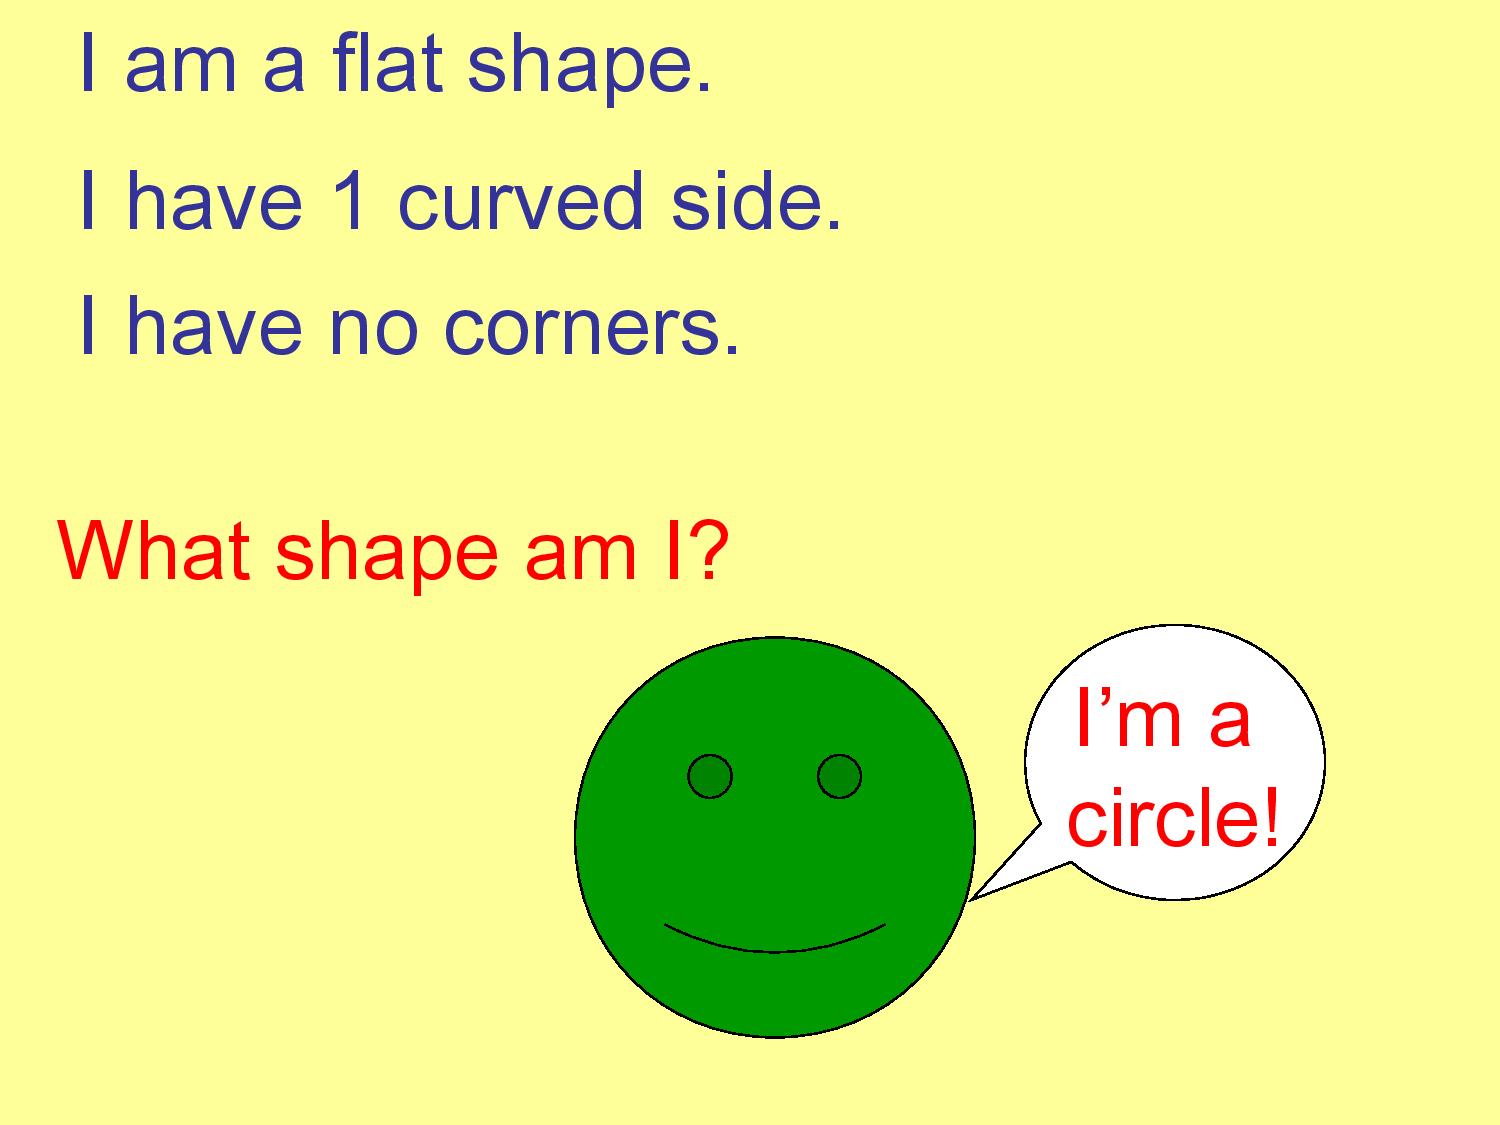 I am a flat shape.
I have 1 curved side.
I have no corners.
What shape am I?
I’m a
circle!